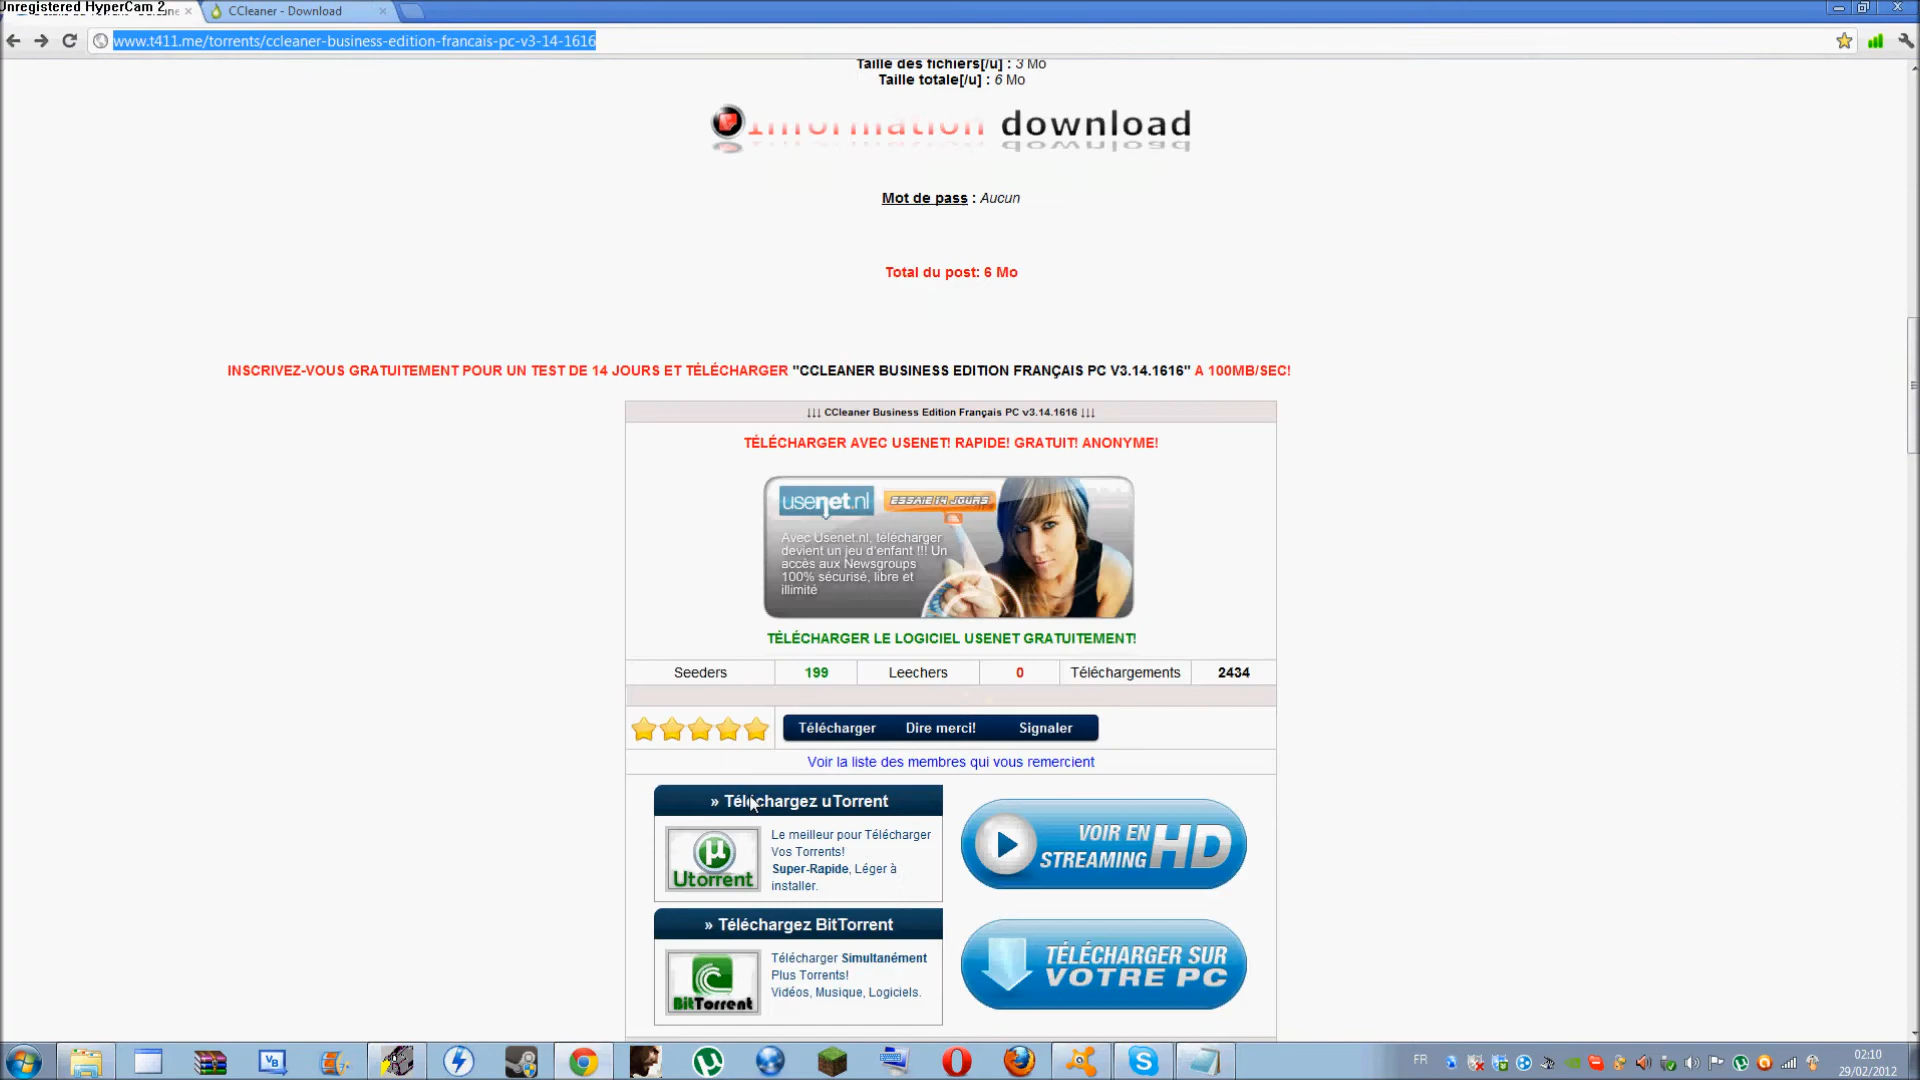 Unregistered HyperCam 2
CCleaner - Download
www.t411.me/torrents/ccleaner-business-edition-francais-pc-v3-14-1616
Taille des fichiers[/u] : 3 Mo
Taille totale[/u] : 6 Mo
Information download
Mot de pass : Aucun
Total du post: 6 Mo
INSCRIVEZ-VOUS GRATUITEMENT POUR UN TEST DE 14 JOURS ET TÉLÉCHARGER "CCLEANER BUSINESS EDITION FRANÇAIS PC V3.14.1616" A 100MB/SEC!
↓↓↓ CCleaner Business Edition Français PC v3.14.1616 ↓↓↓
TÉLÉCHARGER AVEC USENET! RAPIDE! GRATUIT! ANONYME!
usenet.nl ESSAIE 14 JOURS
Avec Usenet.nl, télécharger
devient un jeu d'enfant !!! Un
accès aux Newsgroups
100% sécurisé, libre et
illimité
TÉLÉCHARGER LE LOGICIEL USENET GRATUITEMENT!
Seeders 199 Leechers 0 Téléchargements 2434
Télécharger Dire merci! Signaler
Voir la liste des membres qui vous remercient
» Téléchargez uTorrent
Le meilleur pour Télécharger
Vos Torrents!
Super-Rapide, Léger à
installer.
µ
Utorrent
VOIR EN
STREAMING HD
» Téléchargez BitTorrent
Télécharger Simultanément
Plus Torrents!
Vidéos, Musique, Logiciels.
BitTorrent
TÉLÉCHARGER SUR
VOTRE PC
FR
02:10
29/02/2012